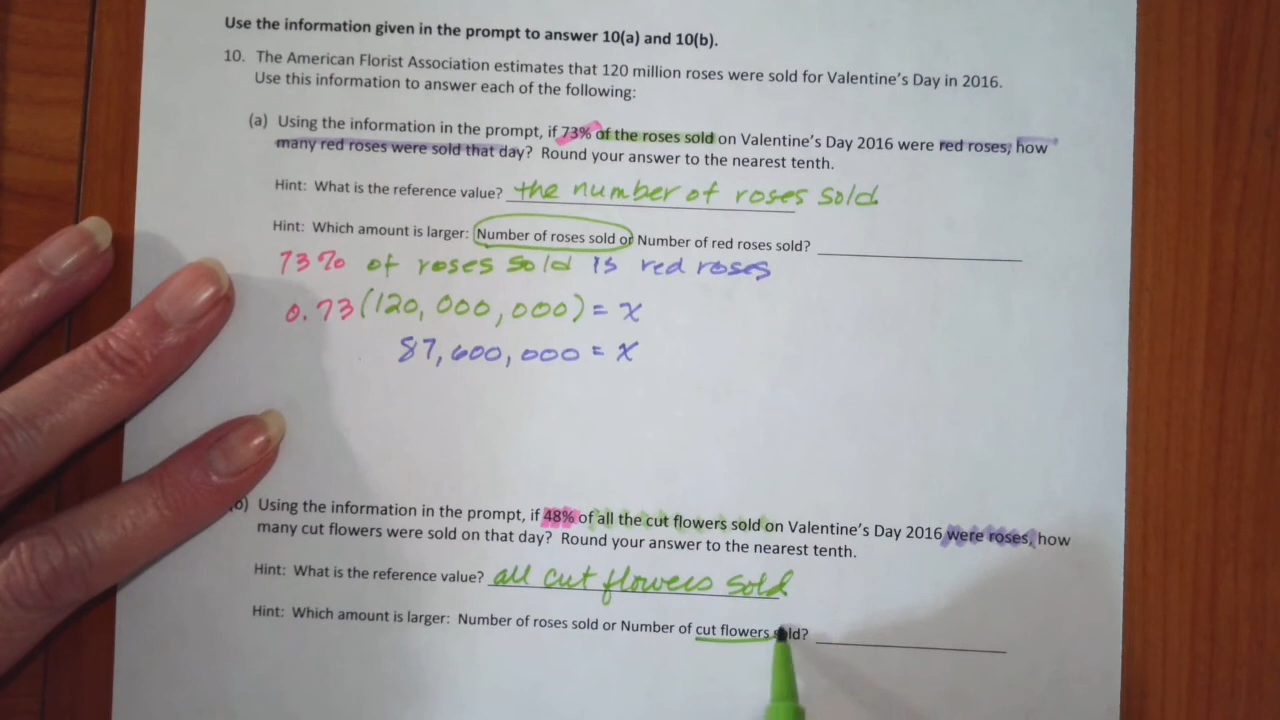 Use the information given in the prompt to answer 10(a) and 10(b).
10. The American Florist Association estimates that 120 million roses were sold for Valentine's Day in 2016.
Use this information to answer each of the following:
(a) Using the information in the prompt, if 73% of the roses sold on Valentine's Day 2016 were red roses, how
many red roses were sold that day? Round your answer to the nearest tenth.
Hint: What is the reference value? the number of roses sold
Hint: Which amount is larger: Number of roses sold or Number of red roses sold?
73% of roses sold is red roses
0.73(120,000,000) = x
87,600,000 = x
b) Using the information in the prompt, if 48% of all the cut flowers sold on Valentine's Day 2016 were roses, how
many cut flowers were sold on that day? Round your answer to the nearest tenth.
Hint: What is the reference value? all cut flowers sold
Hint: Which amount is larger: Number of roses sold or Number of cut flowers sold?